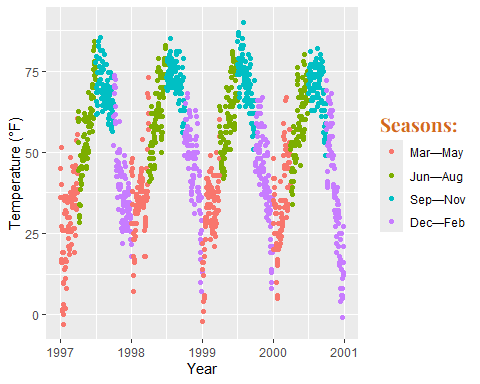 Temperature (°F)
75
50
25
0
1997
1998
1999
2000
2001
Year
Seasons:
Mar—May
Jun—Aug
Sep—Nov
Dec—Feb